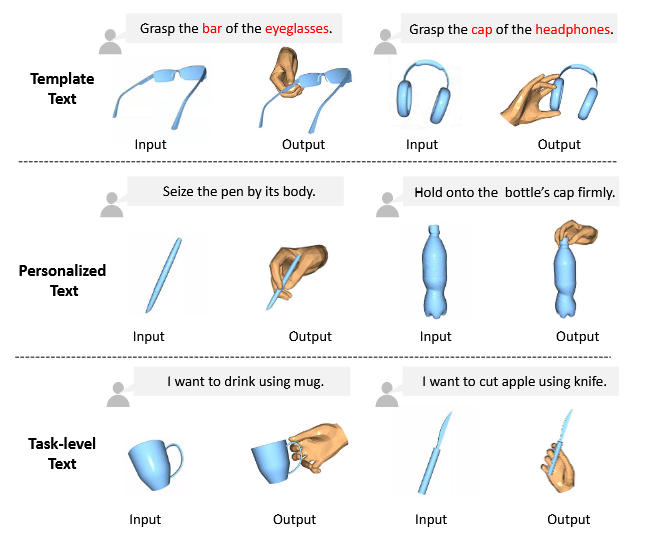 Grasp the bar of the eyeglasses.
Grasp the cap of the headphones.
Template
Text
Input
Output
Input
Output
Seize the pen by its body.
Hold onto the bottle's cap firmly.
Personalized
Text
Input
Output
Input
Output
I want to drink using mug.
I want to cut apple using knife.
Task-level
Text
Input
Output
Input
Output